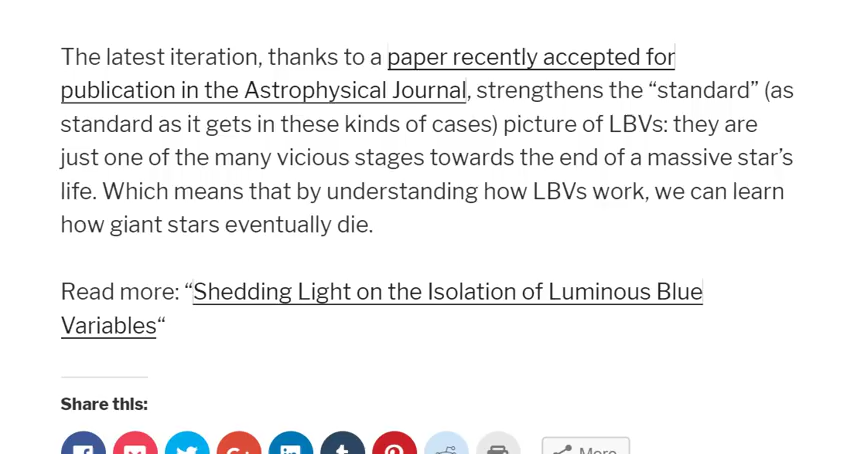 The latest iteration, thanks to a paper recently accepted for
publication in the Astrophysical Journal, strengthens the “standard” (as
standard as it gets in these kinds of cases) picture of LBVs: they are
just one of the many vicious stages towards the end of a massive star’s
life. Which means that by understanding how LBVs work, we can learn
how giant stars eventually die.
Read more: “Shedding Light on the Isolation of Luminous Blue
Variables“
Share this:
More